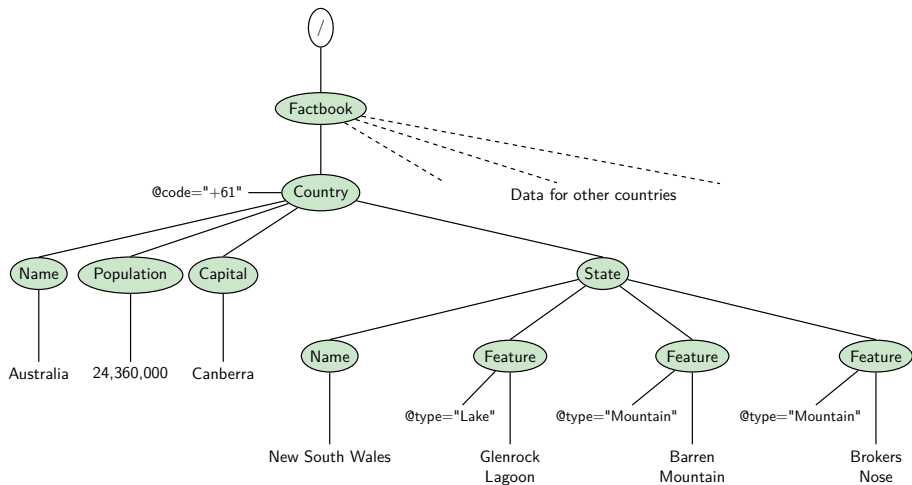 /
Factbook
@code="+61"
Country
Data for other countries
Name
Population
Capital
State
Australia
24,360,000
Canberra
Name
Feature
Feature
Feature
@type="Lake"
@type="Mountain"
@type="Mountain"
New South Wales
Glenrock
Lagoon
Barren
Mountain
Brokers
Nose